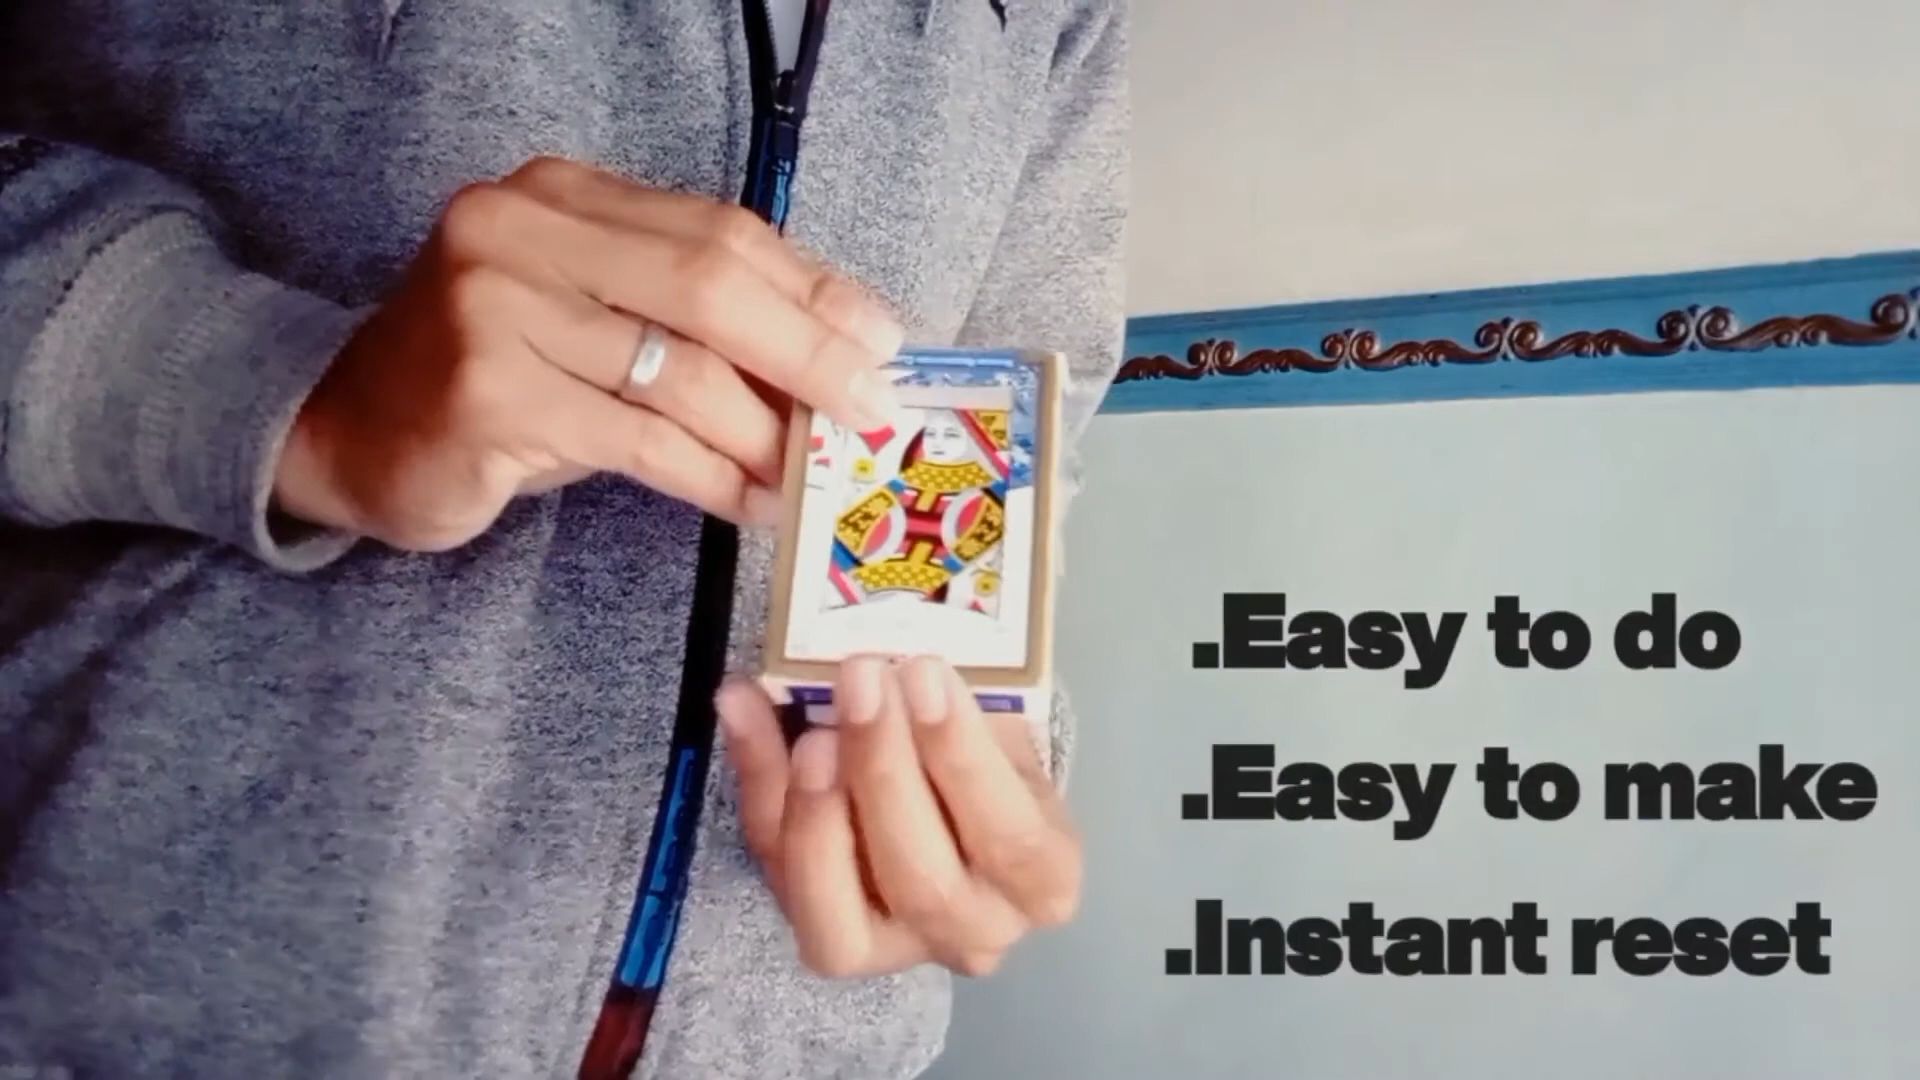 .Easy to do
.Easy to make
.Instant reset